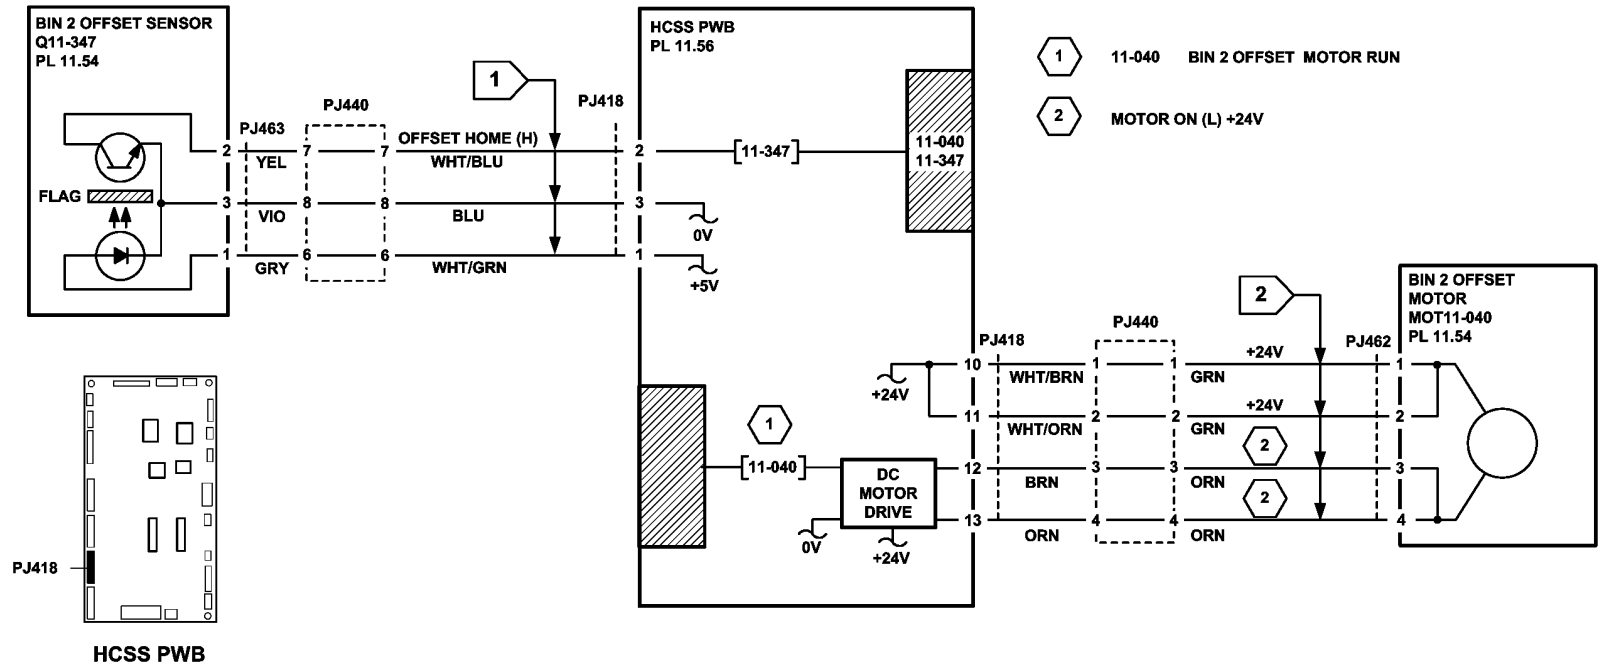 BIN 2 OFFSET SENSOR
Q11-347
PL 11.54
FLAG
PJ463
PJ440
1
PJ418
2
YEL
7
7
OFFSET HOME (H)
WHT/BLU
2
3
VIO
8
8
BLU
3
1
GRY
6
6
WHT/GRN
1
HCSS PWB
PL 11.56
[11-347]
11-040
11-347
0V
+5V
1
11-040 BIN 2 OFFSET MOTOR RUN
2
MOTOR ON (L) +24V
+24V
1
[11-040]
DC
MOTOR
DRIVE
0V
+24V
PJ418
PJ440
2
PJ462
10
WHT/BRN
1
1
+24V
GRN
1
11
WHT/ORN
2
2
+24V
GRN
2
12
BRN
3
3
2
ORN
3
13
ORN
4
4
2
ORN
4
BIN 2 OFFSET
MOTOR
MOT11-040
PL 11.54
PJ418
HCSS PWB